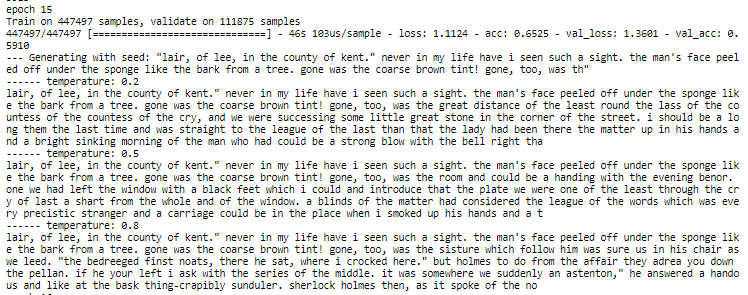 epoch 15
Train on 447497 samples, validate on 111875 samples
447497/447497 [==============================] - 46s 103us/sample - loss: 1.1124 - acc: 0.6525 - val_loss: 1.3601 - val_acc: 0.
5910
--- Generating with seed: "lair, of lee, in the county of kent." never in my life have i seen such a sight. the man's face peel
ed off under the sponge like the bark from a tree. gone was the coarse brown tint! gone, too, was th"
------ temperature: 0.2
lair, of lee, in the county of kent." never in my life have i seen such a sight. the man's face peeled off under the sponge lik
e the bark from a tree. gone was the coarse brown tint! gone, too, was the great distance of the least round the lass of the co
untess of the countess of the cry, and we were successing some little great stone in the corner of the street. i should be a lo
ng them the last time and was straight to the league of the last than that the lady had been there the matter up in his hands a
nd a bright sinking morning of the man who had could be a strong blow with the bell right tha
------ temperature: 0.5
lair, of lee, in the county of kent." never in my life have i seen such a sight. the man's face peeled off under the sponge lik
e the bark from a tree. gone was the coarse brown tint! gone, too, was the room and could be a handing with the evening benor.
one we had left the window with a black feet which i could and introduce that the plate we were one of the least through the cr
y of last a shart from the whole and of the window. a blinds of the matter had considered the league of the words which was eve
ry precistic stranger and a carriage could be in the place when i smoked up his hands and a t
------ temperature: 0.8
lair, of lee, in the county of kent." never in my life have i seen such a sight. the man's face peeled off under the sponge lik
e the bark from a tree. gone was the coarse brown tint! gone, too, was the sisture which follow him was sure us in his chair as
we leed. "the bedreeged finst noats, there he sat, where i crocked here." but holmes to do from the affair they adrea you down
the pellan. if he your left i ask with the series of the middle. it was somewhere we suddenly an astenton," he answered a hando
us and like at the bask thing-crapibly sunduler. sherlock holmes then, as it spoke of the no